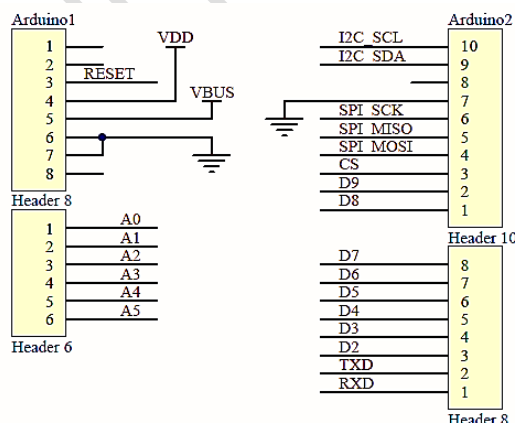 Arduino1
1
VDD
2
RESET
3
4
VBUS
5
6
7
8
Header 8
1 A0
2 A1
3 A2
4 A3
5 A4
6 A5
Header 6
Arduino2
I2C_SCL 10
I2C_SDA 9
8
7
SPI_SCK 6
SPI_MISO 5
SPI_MOSI 4
CS 3
D9 2
D8 1
Header 10
D7 8
D6 7
D5 6
D4 5
D3 4
D2 3
TXD 2
RXD 1
Header 8